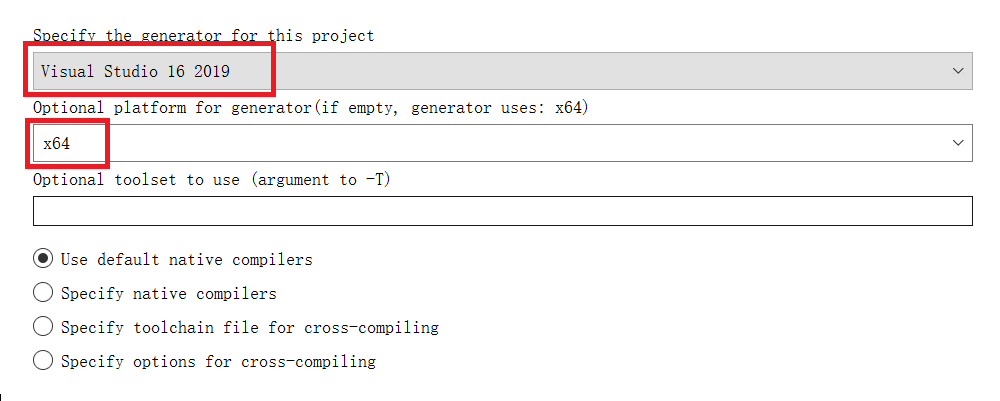 Specify the generator for this project
Visual Studio 16 2019
Optional platform for generator(if empty, generator uses: x64)
x64
Optional toolset to use (argument to -T)
Use default native compilers
Specify native compilers
Specify toolchain file for cross-compiling
Specify options for cross-compiling